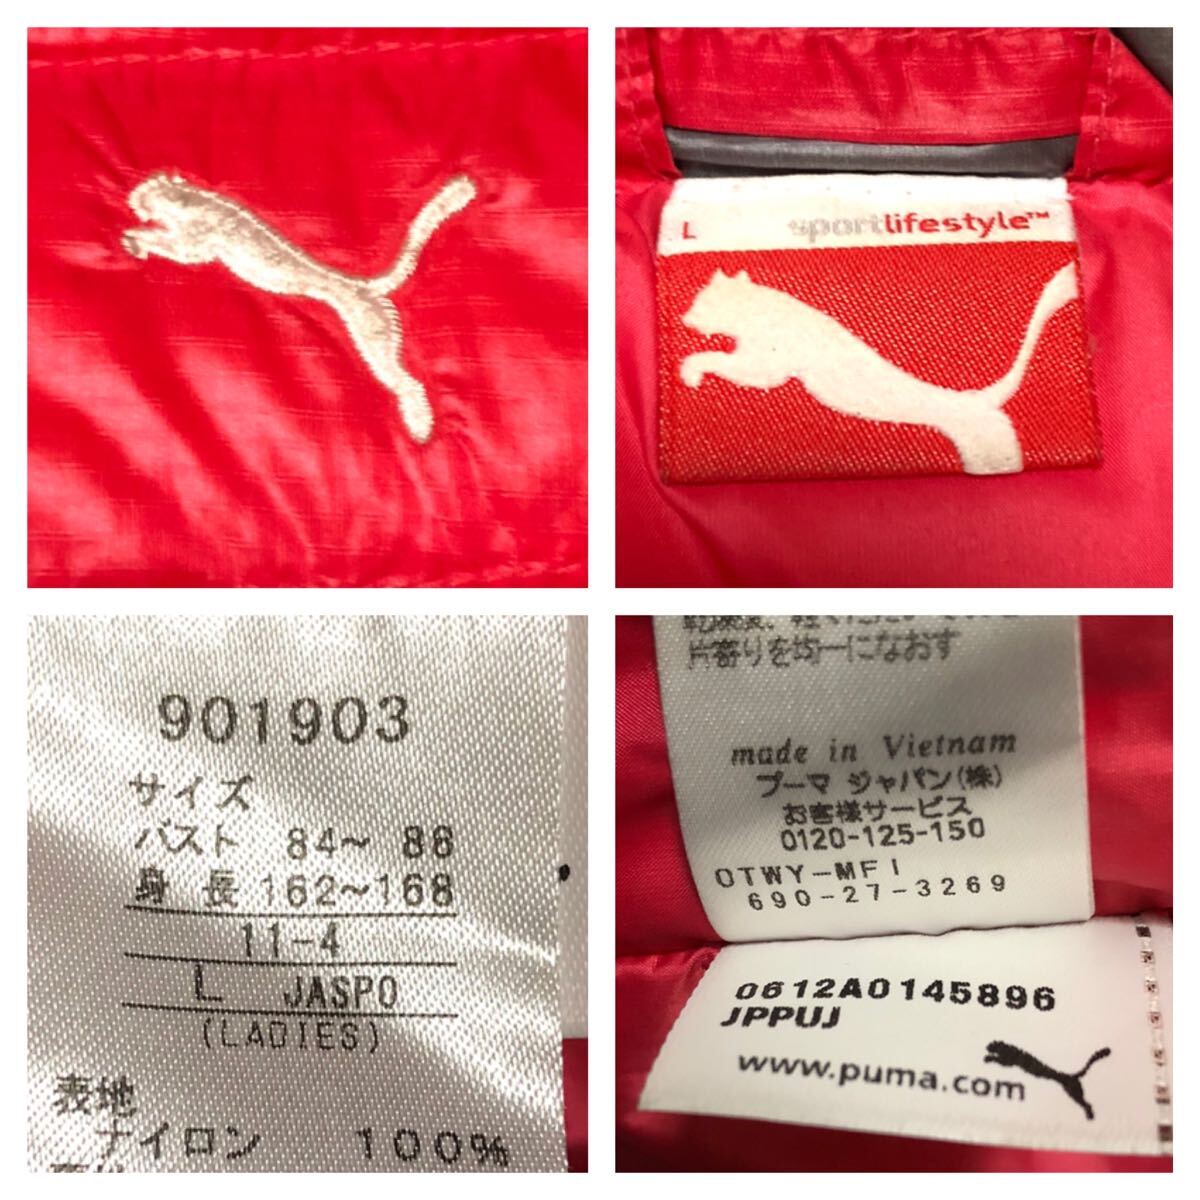 L sportlifestyle™
901903
サイズ
バスト 84〜 88
身 長 162〜168
11-4
L JASPO
(LADIES)
表地
ナイロン 100%
片寄りを均一になおす
made in Vietnam
プーマ ジャパン(株)
お客様サービス
0120-125-150
OTWY-MFI
690-27-3269
0612A0145896
JPPUJ
www.puma.com